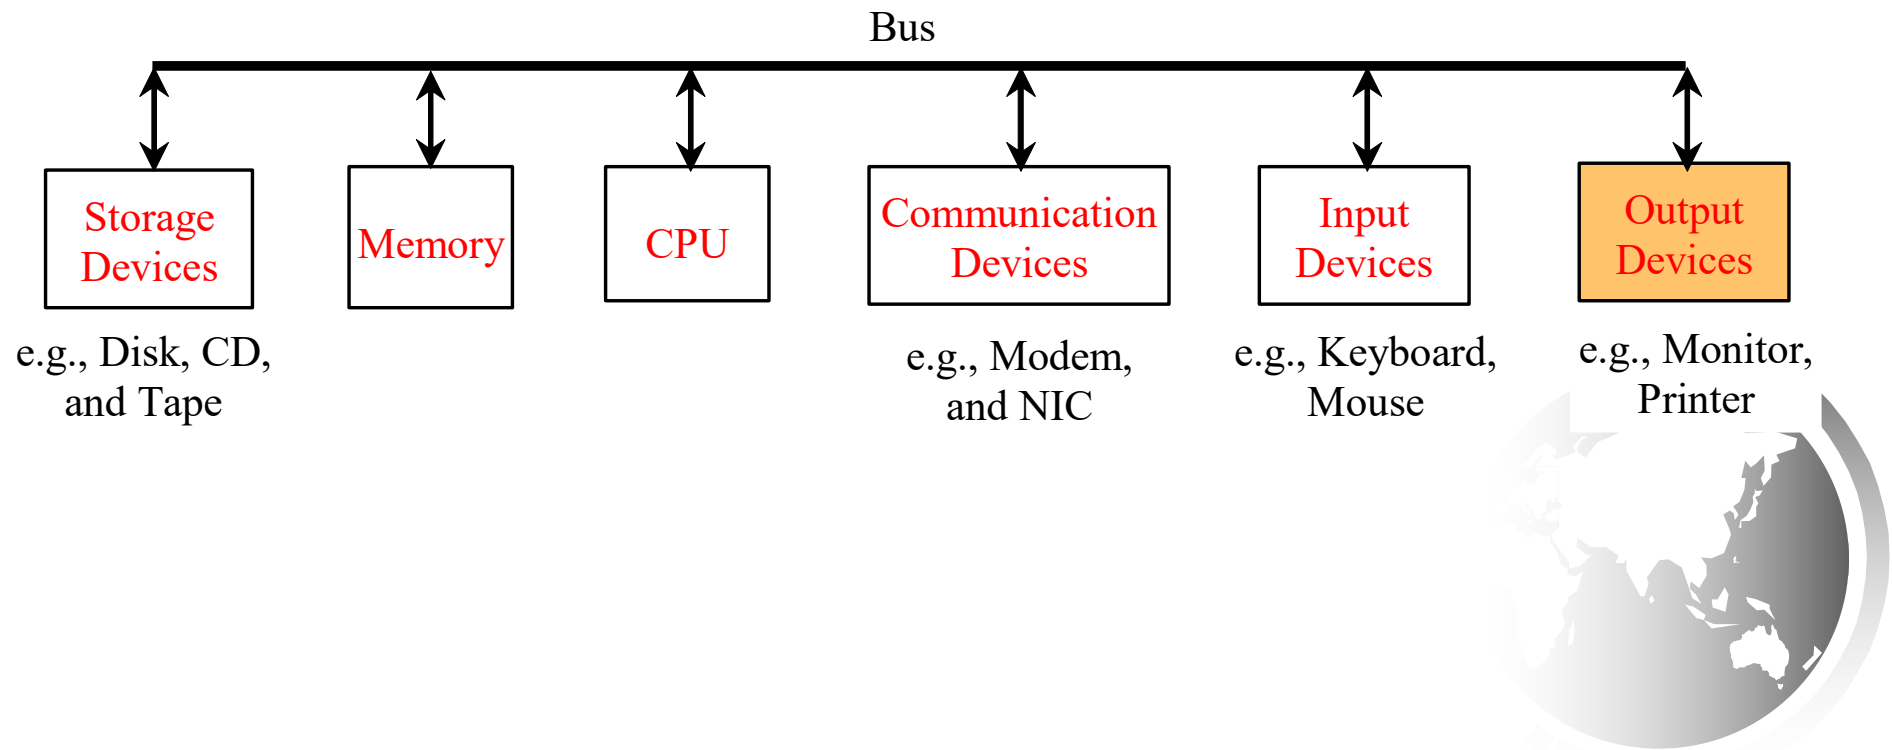 Bus
Storage
Devices
Memory
CPU
Communication
Devices
Input
Devices
Output
Devices
e.g., Disk, CD,
and Tape
e.g., Modem,
and NIC
e.g., Keyboard,
Mouse
e.g., Monitor,
Printer